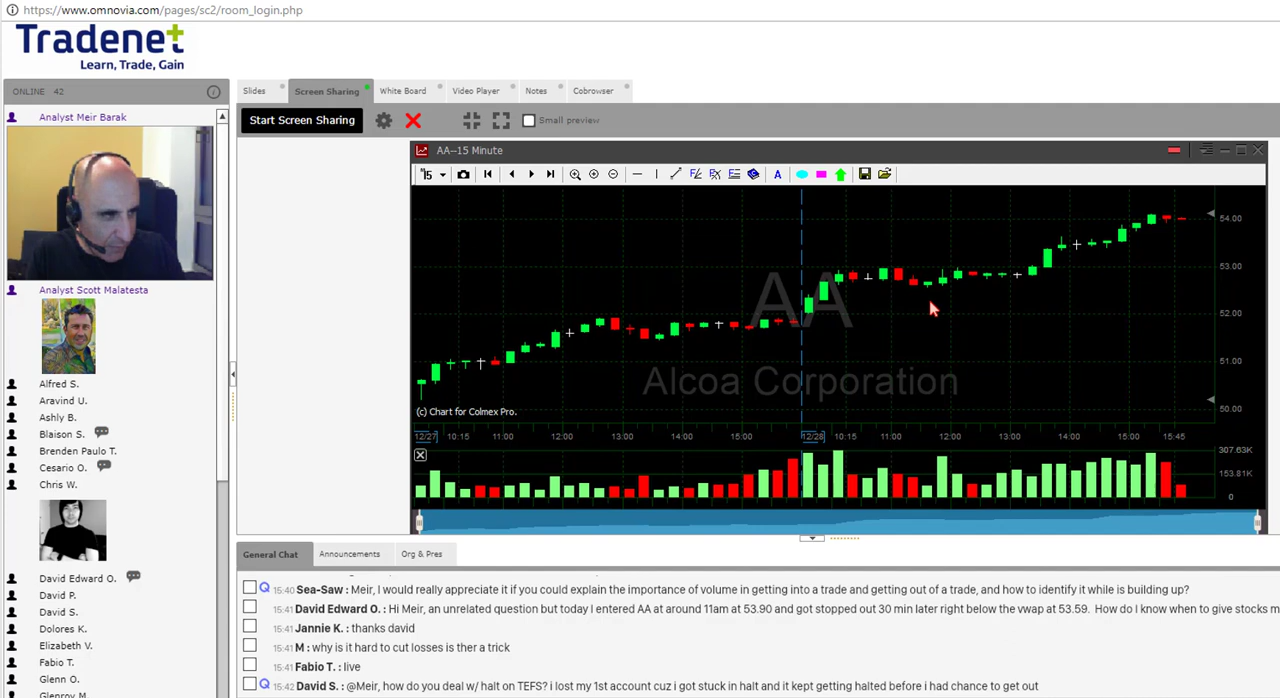 https://www.omnovia.com/pages/sc2/room_login.php
Tradenet
Learn, Trade, Gain
ONLINE 42
Slides
Screen Sharing
White Board
Video Player
Notes
Cobrowser
Start Screen Sharing
Small preview
Analyst Meir Barak
Analyst Scott Malatesta
Alfred S.
Aravind U.
Ashly B.
Blaison S.
Brenden Paulo T.
Cesario O.
Chris W.
David Edward O.
David P.
David S.
Dolores K.
Elizabeth V.
Fabio T.
Glenn O.
Glenroy M.
AA--15 Minute
15
A
54.00
53.00
52.00
51.00
50.00
AA
Alcoa Corporation
(c) Chart for Colmex Pro.
12/27 10:15 11:00 12:00 13:00 14:00 15:00 12/28 10:15 11:00 12:00 13:00 14:00 15:00 15:45
307.63K
153.81K
0
General Chat
Announcements
Org & Pres
15:40 Sea-Saw : Meir, I would really appreciate it if you could explain the importance of volume in getting into a trade and getting out of a trade, and how to identify it while is building up?
15:41 David Edward O. : Hi Meir, an unrelated question but today I entered AA at around 11am at 53.90 and got stopped out 30 min later right below the vwap at 53.59. How do I know when to give stocks m
15:41 Jannie K. : thanks david
15:41 M : why is it hard to cut losses is ther a trick
15:41 Fabio T. : live
15:42 David S. : @Meir, how do you deal w/ halt on TEFS? i lost my 1st account cuz i got stuck in halt and it kept getting halted before i had chance to get out